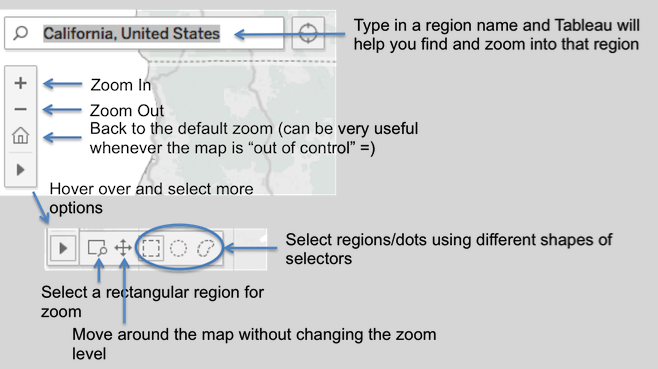 California, United States
Type in a region name and Tableau will
help you find and zoom into that region
Zoom In
Zoom Out
Back to the default zoom (can be very useful
whenever the map is “out of control” =)
Hover over and select more
options
Select regions/dots using different shapes of
selectors
Select a rectangular region for
zoom
Move around the map without changing the zoom
level